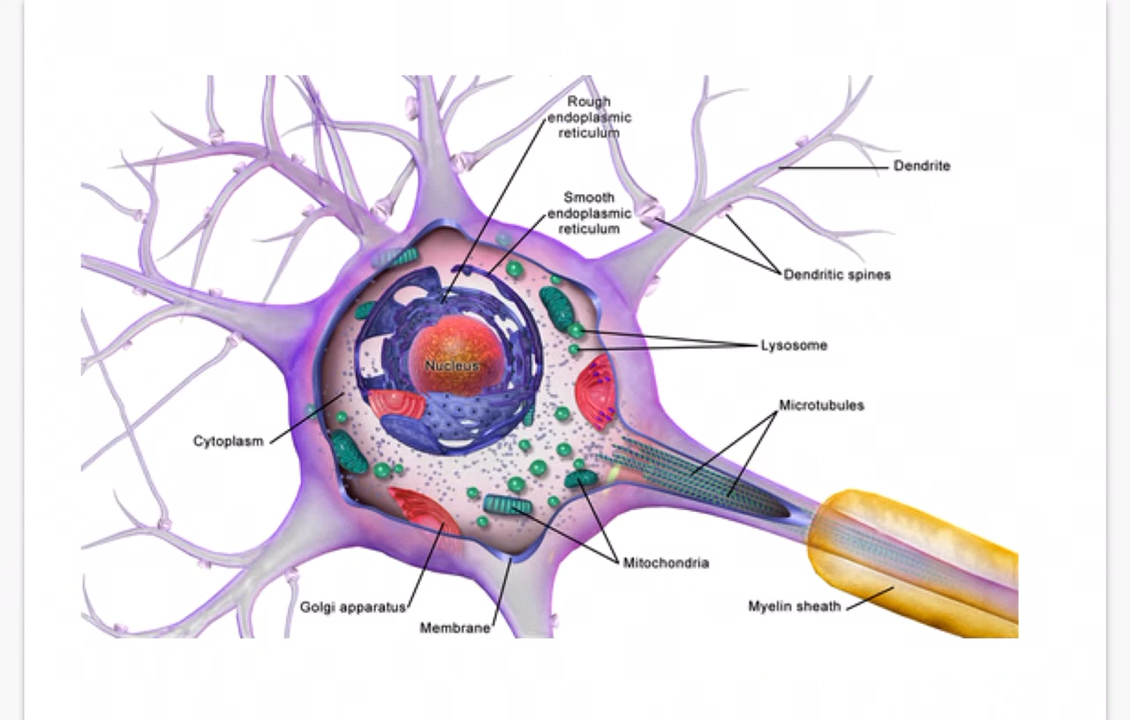 Rough
endoplasmic
reticulum
Dendrite
Smooth
endoplasmic
reticulum
Dendritic spines
Lysosome
Nucleus
Microtubules
Cytoplasm
Mitochondria
Golgi apparatus
Myelin sheath
Membrane